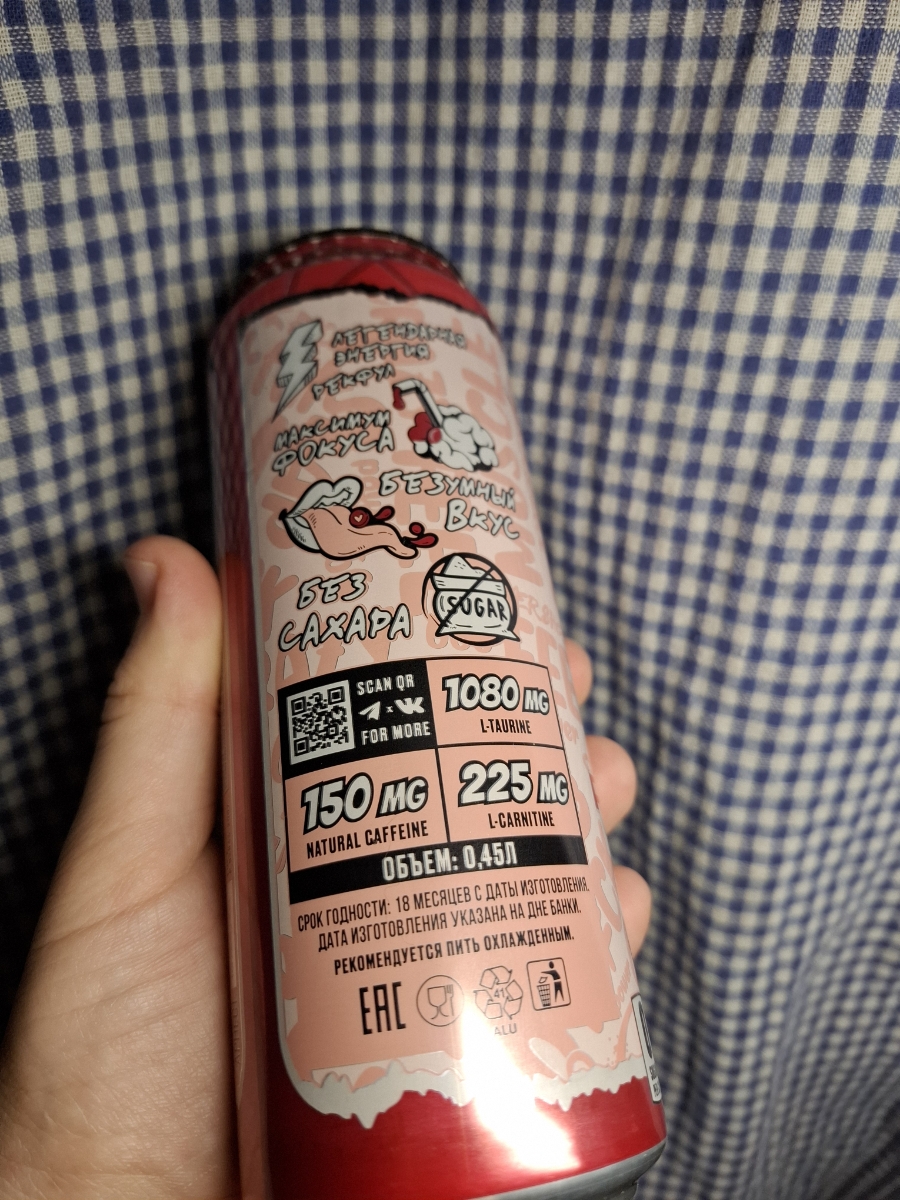 ЛЕГЕНДАРНАЯ
ЭНЕРГИЯ
РЕКФУЛ
МАКСИМУМ
ФОКУСА
БЕЗУМНЫЙ
ВКУС
БЕЗ
САХАРА
SUGAR
SCAN QR
FOR MORE
1080 MG
L-TAURINE
150 MG
NATURAL CAFFEINE
225 MG
L-CARNITINE
ОБЪЕМ: 0,45Л
СРОК ГОДНОСТИ: 18 МЕСЯЦЕВ С ДАТЫ ИЗГОТОВЛЕНИЯ.
ДАТА ИЗГОТОВЛЕНИЯ УКАЗАНА НА ДНЕ БАНКИ.
РЕКОМЕНДУЕТСЯ ПИТЬ ОХЛАЖДЕННЫМ.
EAC
41
ALU